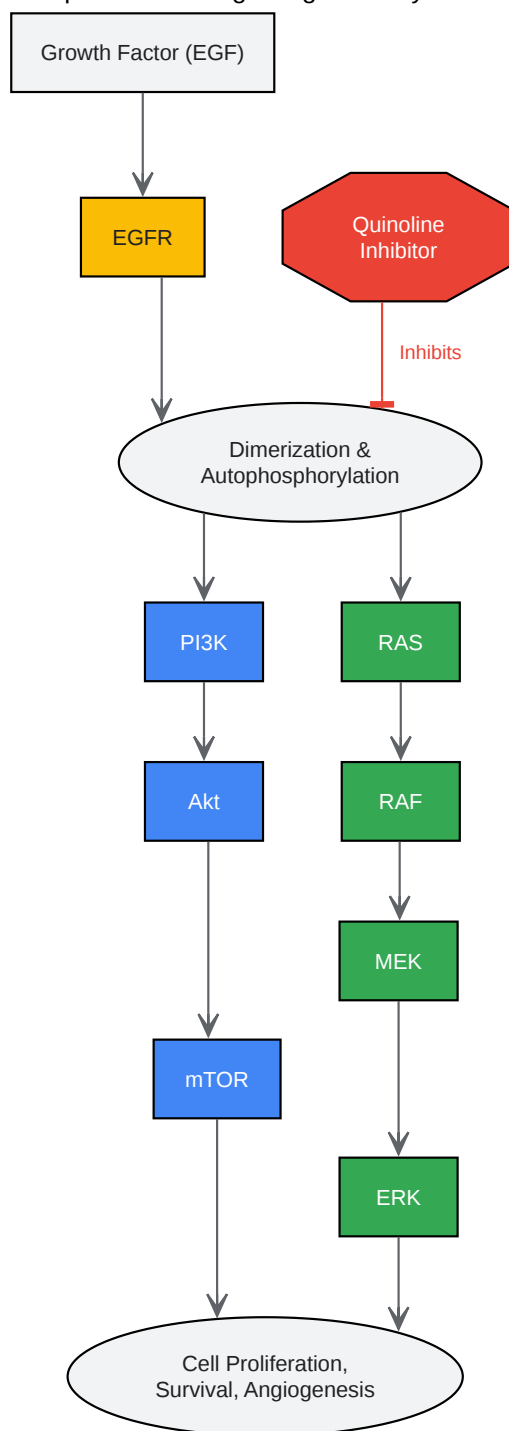 Growth Factor (EGF)
EGFR
Quinoline
Inhibitor
Inhibits
Dimerization &
Autophosphorylation
PI3K
RAS
Akt
RAF
MEK
mTOR
ERK
Cell Proliferation,
Survival, Angiogenesis